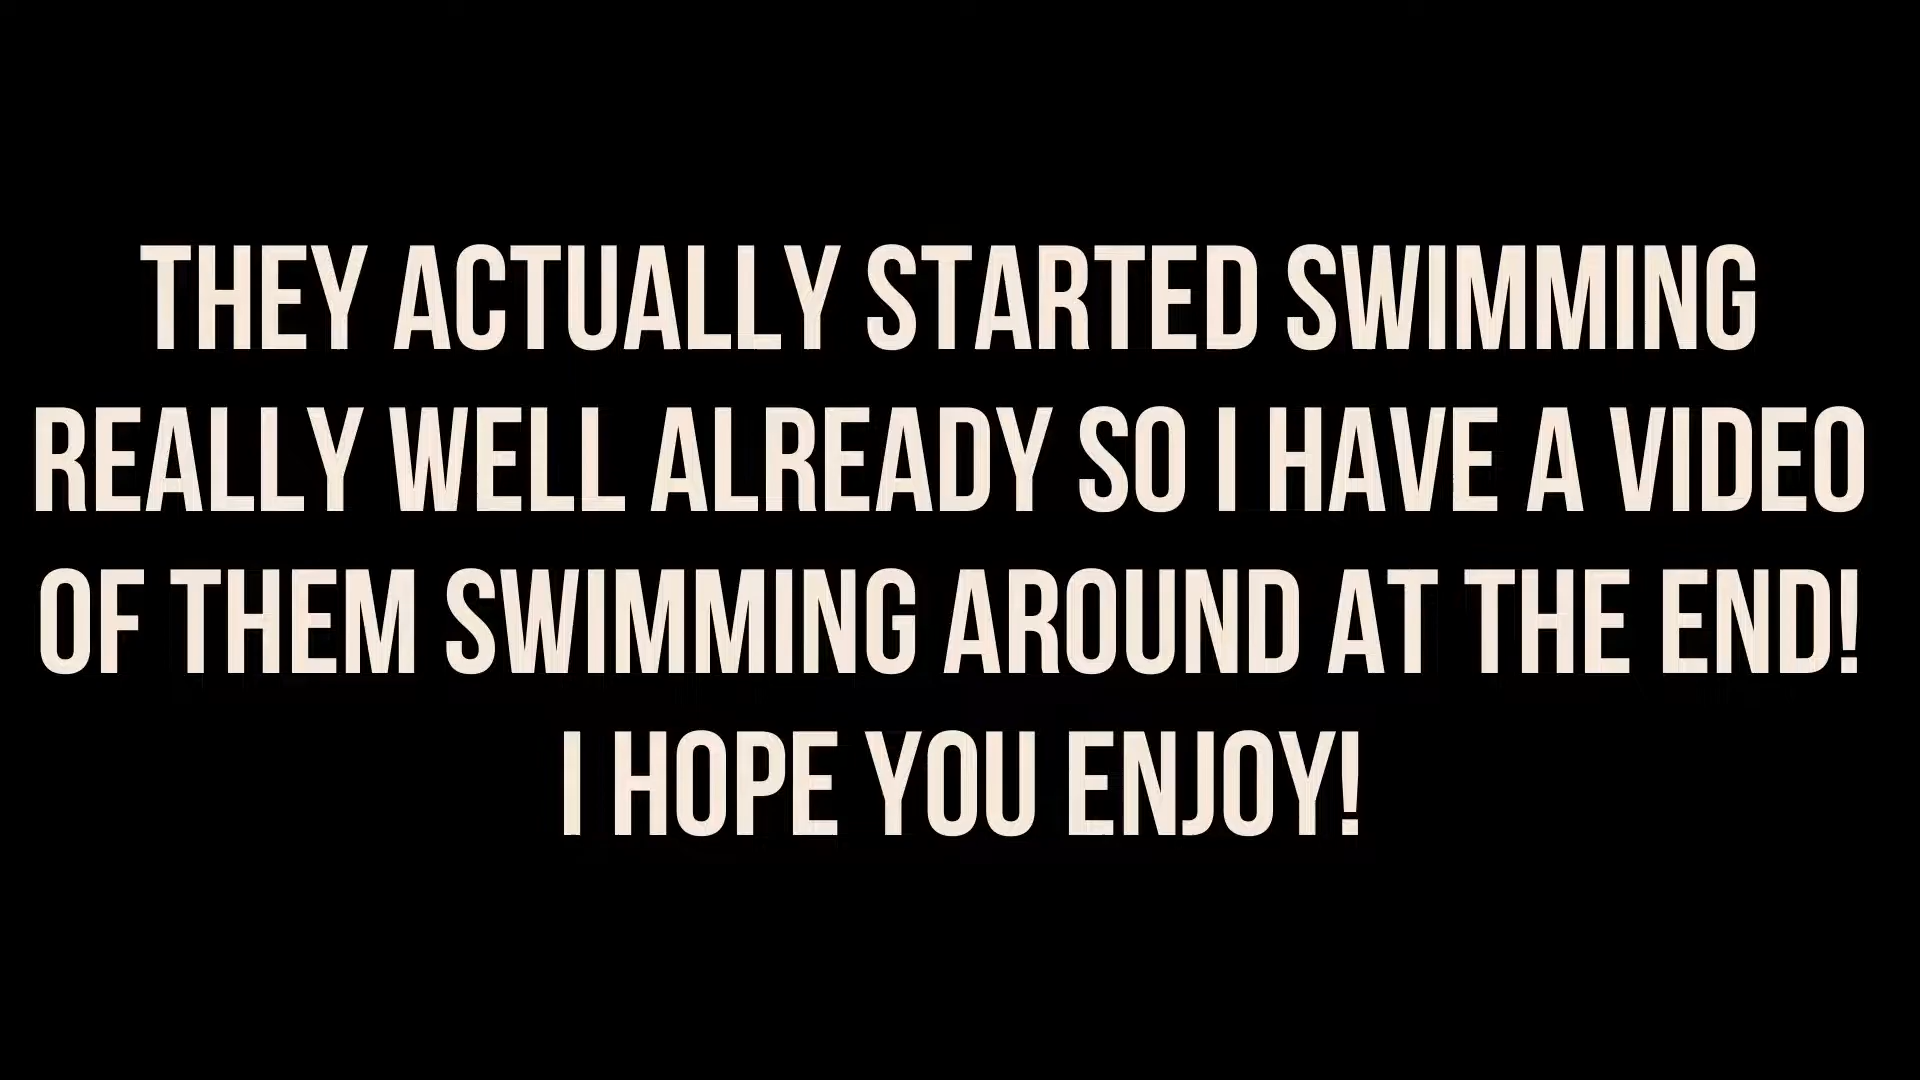 THEY ACTUALLY STARTED SWIMMING
REALLY WELL ALREADY SO I HAVE A VIDEO
OF THEM SWIMMING AROUND AT THE END!
I HOPE YOU ENJOY!